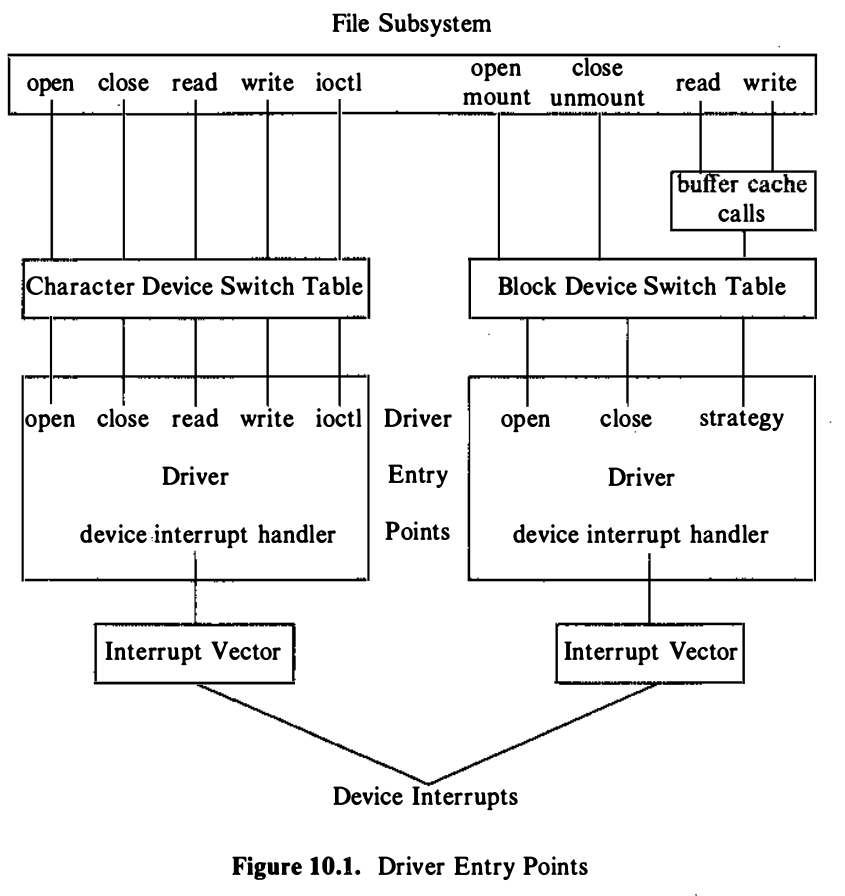 File Subsystem
open close read write ioctl
open
mount
close
unmount
read write
buffer cache
calls
Character Device Switch Table
Block Device Switch Table
open close read write ioctl
Driver
device interrupt handler
Driver
Entry
Points
open close strategy
Driver
device interrupt handler
Interrupt Vector
Interrupt Vector
Device Interrupts
Figure 10.1. Driver Entry Points